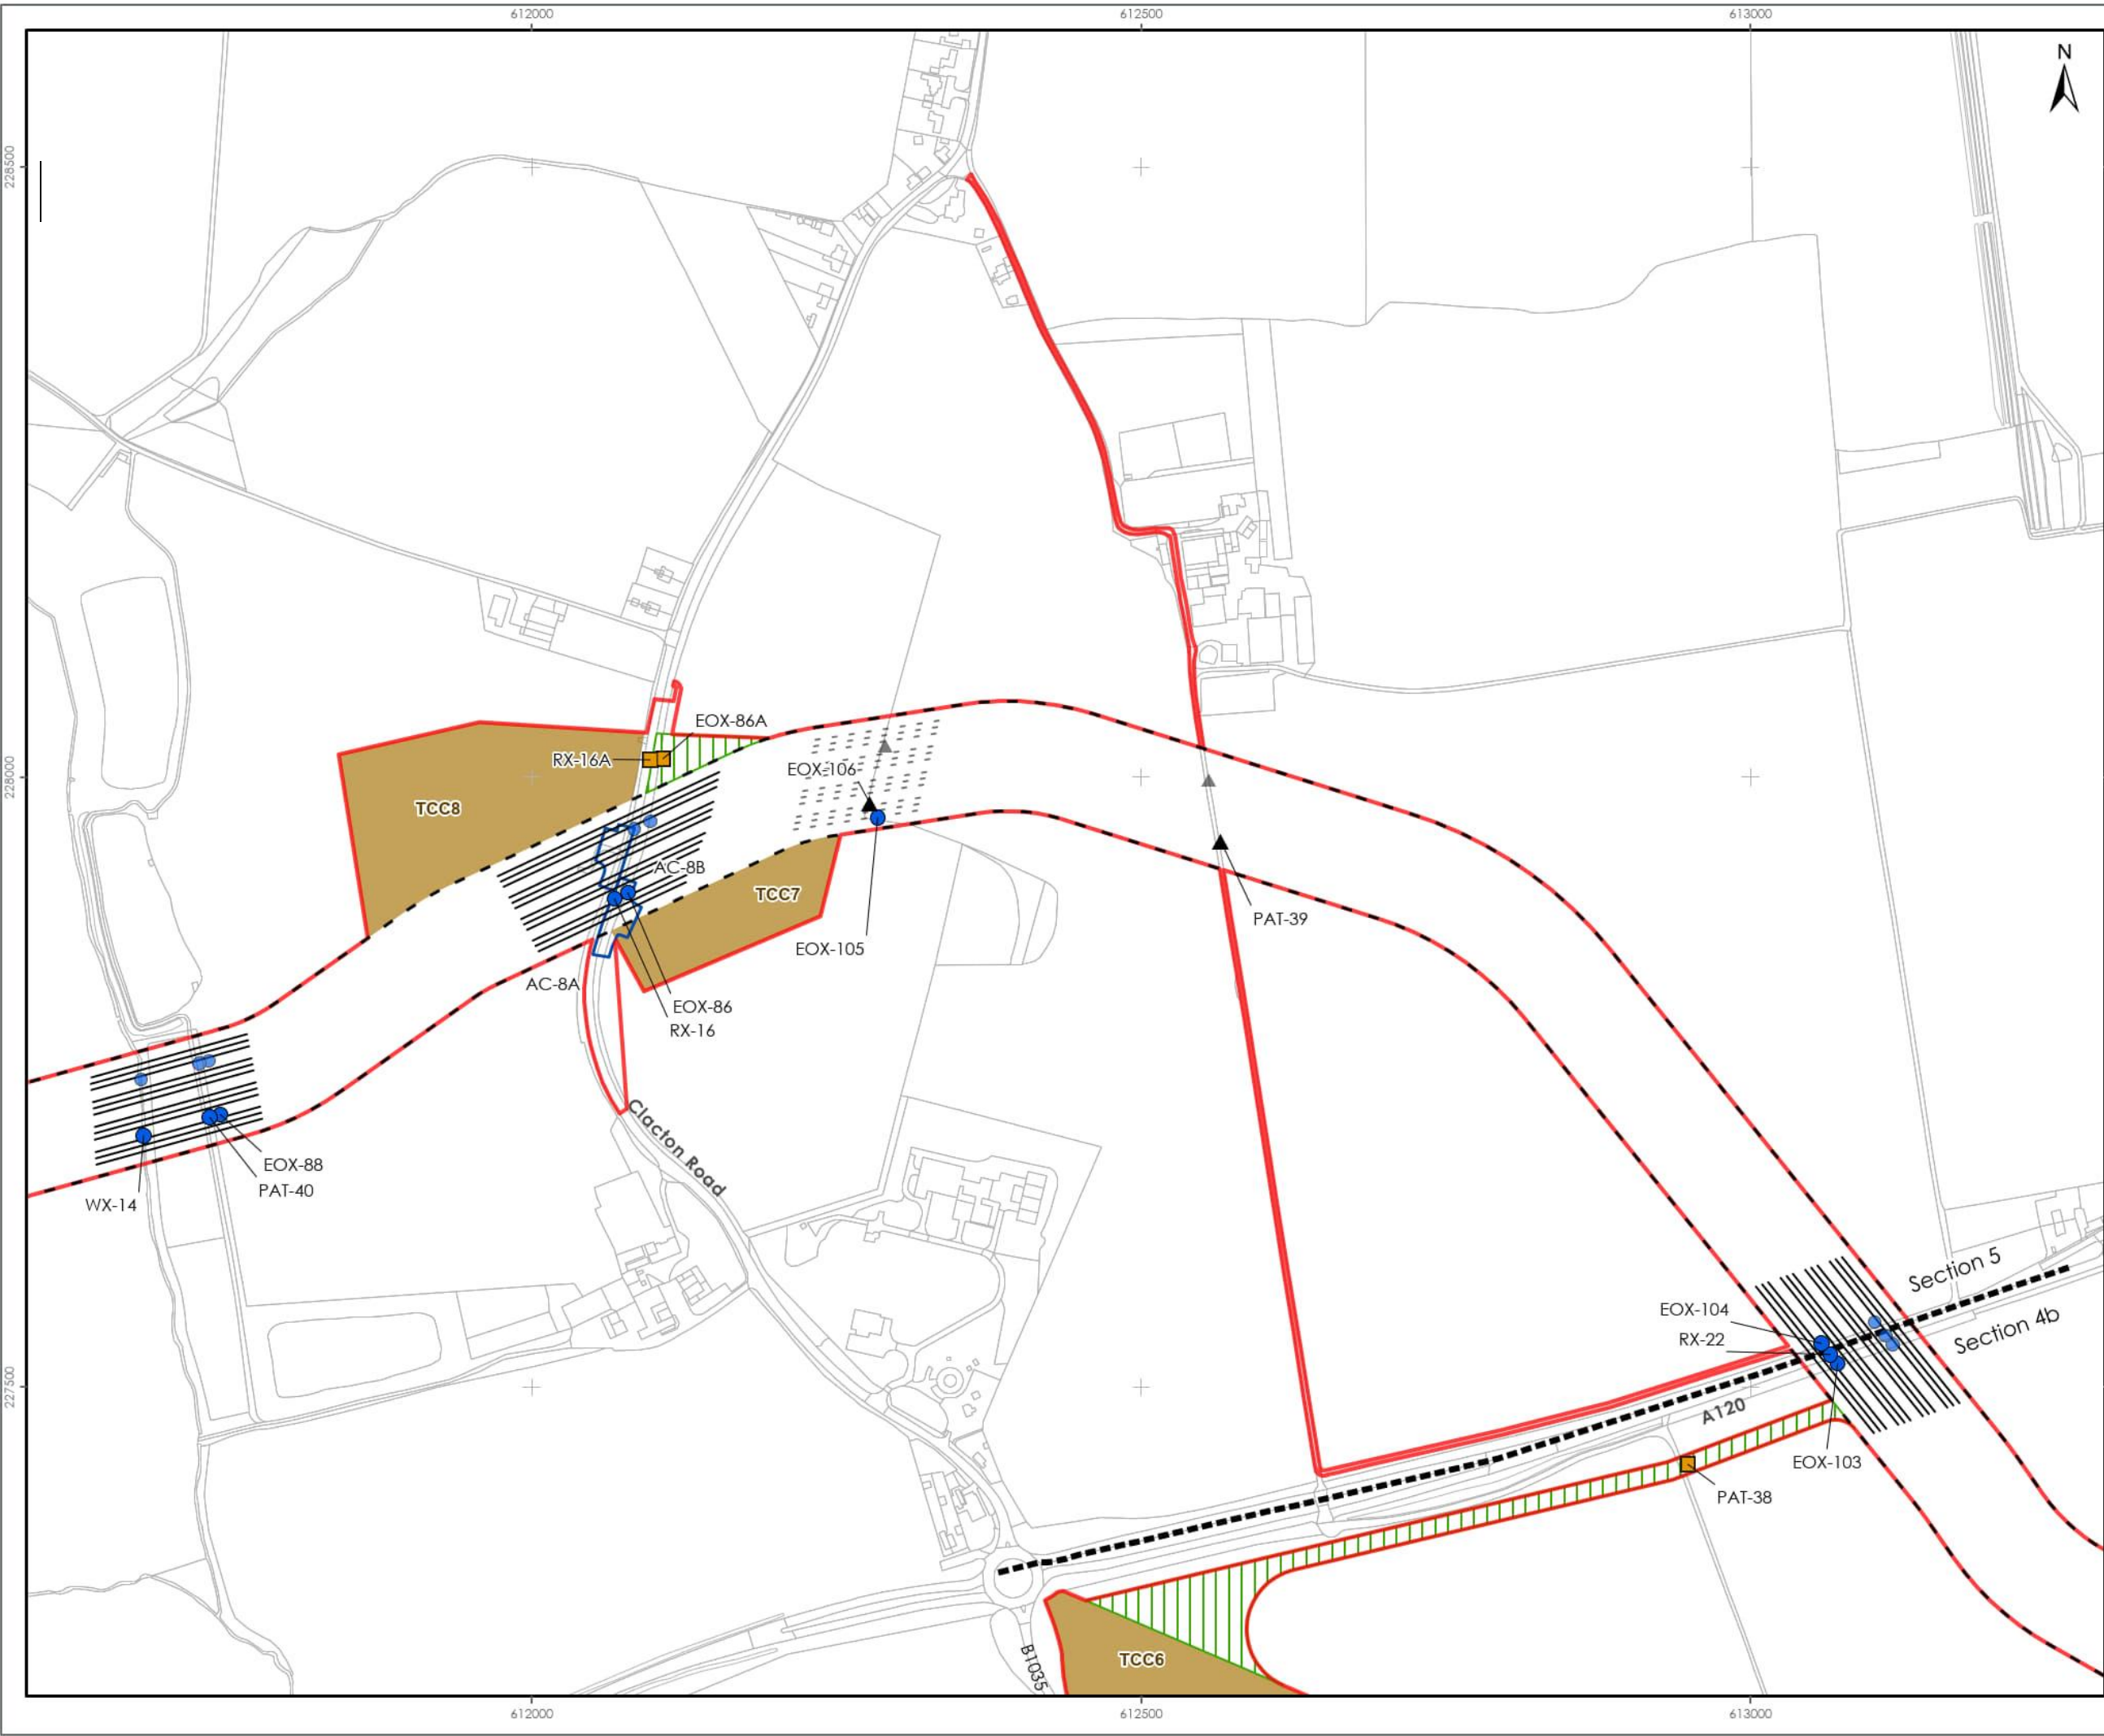 612000
612500
613000
N
228500
EOX-86A
RX-16A
EOX-106
228000
TCC8
AC-8B
TCC7
PAT-39
EOX-105
AC-8A
EOX-86
RX-16
Clacton Road
EOX-88
PAT-40
WX-14
Section 5
EOX-104
Section 4b
RX-22
227500
A120
EOX-103
PAT-38
TCC6
B1035
612000
612500
613000